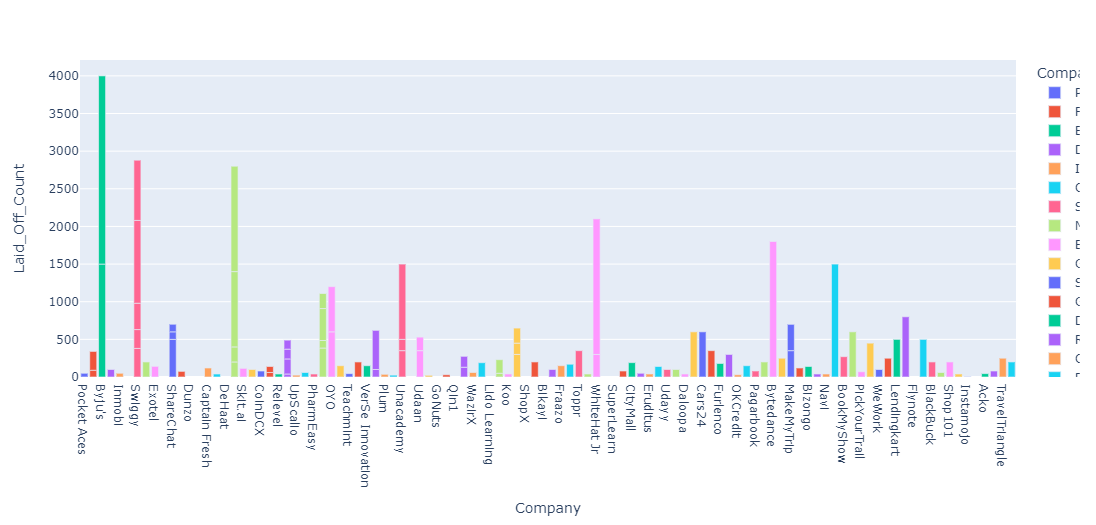 Laid_Off_Count
4000
3500
3000
2500
2000
1500
1000
500
0
Pocket Aces
Byju's
Inmobi
Swiggy
Exotel
ShareChat
Dunzo
Captain Fresh
DeHaat
Skit.ai
CoinDCX
Relevel
UpScalio
PharmEasy
OYO
Teachmint
VerSe Innovation
Plum
Unacademy
Udaan
GoNuts
Qin1
WazirX
Lido Learning
Koo
ShopX
Bikayi
Fraazo
Toppr
WhiteHat Jr
SuperLearn
CityMall
Eruditus
Udayy
Daloopa
Cars24
Furlenco
OKCredit
Pagarbook
Bytedance
MakeMyTrip
Bizongo
Navi
BookMyShow
PickYourTrail
WeWork
Lendingkart
Flynote
BlackBuck
Shop101
Instamojo
Acko
TravelTriangle
Company